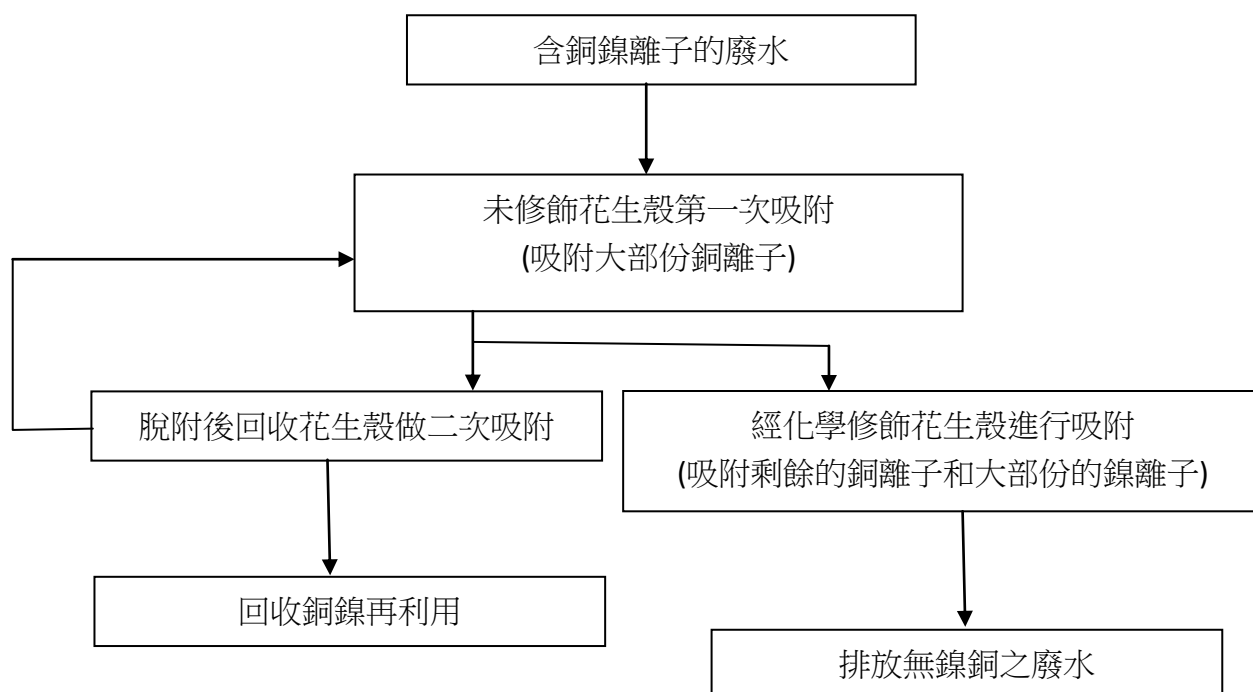 含銅鎳離子的廢水
未修飾花生殼第一次吸附
(吸附大部份銅離子)
脫附後回收花生殼做二次吸附
經化學修飾花生殼進行吸附
(吸附剩餘的銅離子和大部份的鎳離子)
回收銅鎳再利用
排放無鎳銅之廢水